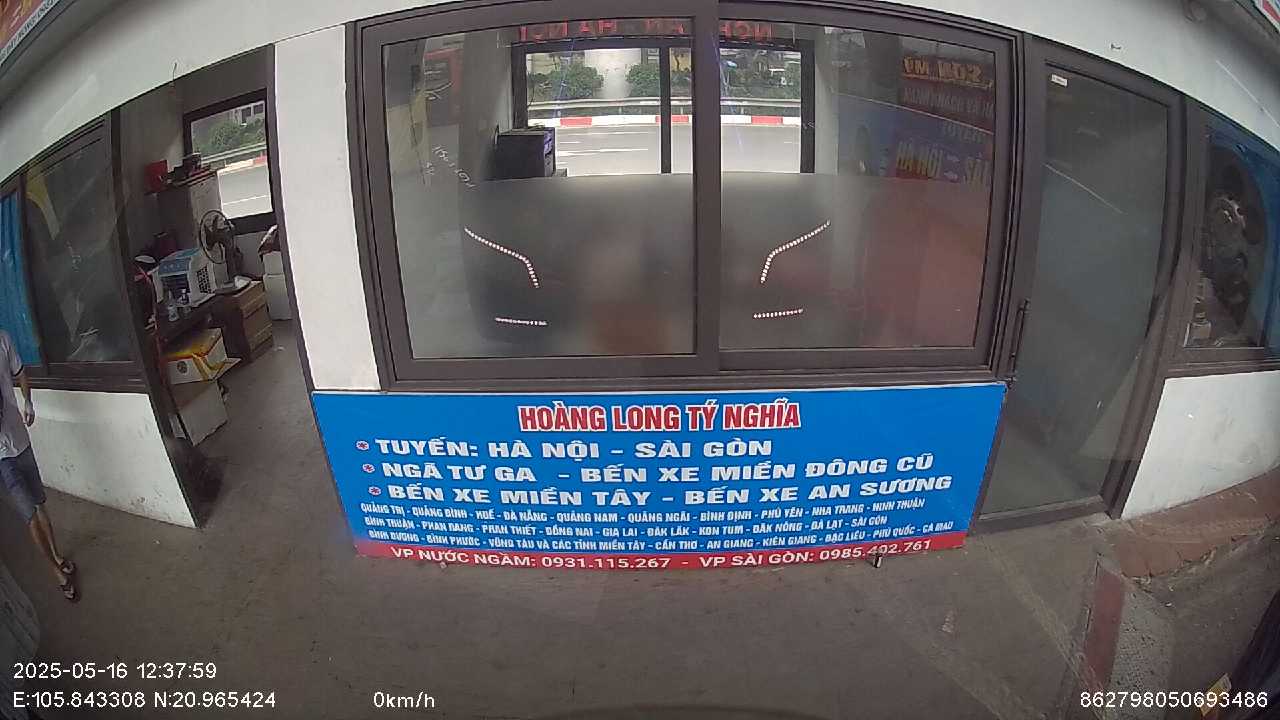 HOÀNG LONG TÝ NGHĨA
TUYẾN: HÀ NỘI - SÀI GÒN
NGÃ TƯ GA - BẾN XE MIỀN ĐÔNG CŨ
BẾN XE MIỀN TÂY - BẾN XE AN SƯƠNG
QUẢNG TRỊ - QUẢNG BÌNH - HUẾ - ĐÀ NẴNG - QUẢNG NAM - QUẢNG NGÃI - BÌNH ĐỊNH - PHÚ YÊN - NHA TRANG - NINH THUẬN
BÌNH THUẬN - PHAN RANG - PHAN THIẾT - ĐỒNG NAI - GIA LAI - ĐĂK LĂK - KON TUM - ĐĂK NÔNG - ĐÀ LẠT - SÀI GÒN
BÌNH DƯƠNG - BÌNH PHƯỚC - VŨNG TÀU VÀ CÁC TỈNH MIỀN TÂY - CẦN THƠ - AN GIANG - KIÊN GIANG - BẠC LIÊU - PHÚ QUỐC - CÀ MAU
VP NƯỚC NGẦM: 0931.115.267 - VP SÀI GÒN: 0985.402.761
2025-05-16 12:37:59
E:105.843308 N:20.965424
0km/h
862798050693486